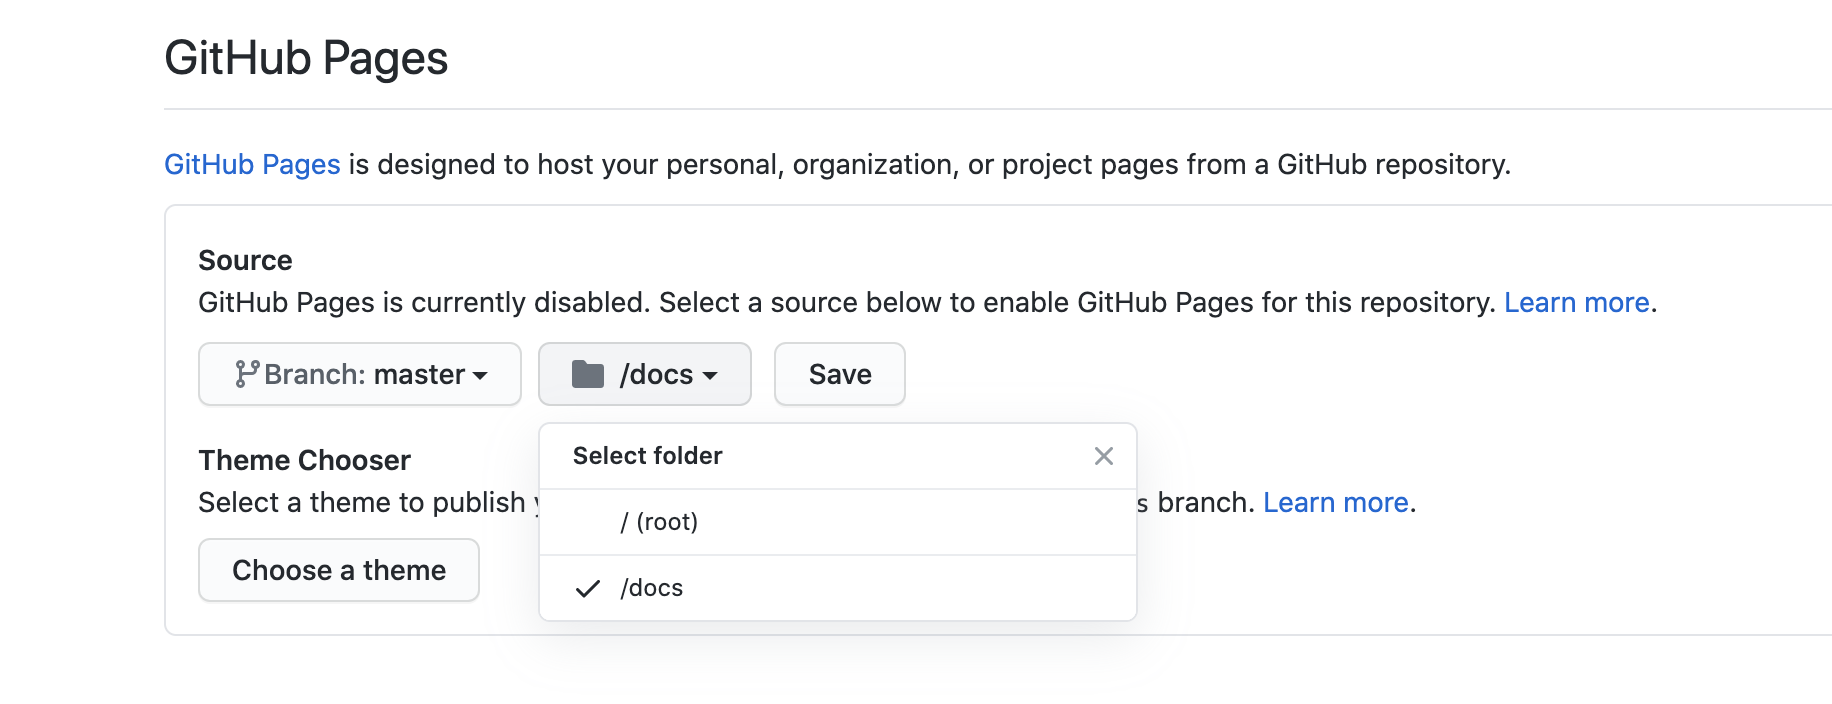 GitHub Pages
GitHub Pages is designed to host your personal, organization, or project pages from a GitHub repository.
Source
GitHub Pages is currently disabled. Select a source below to enable GitHub Pages for this repository. Learn more.
Branch: master /docs Save
Select folder
Theme Chooser
Select a theme to publish branch. Learn more.
/ (root)
Choose a theme
/docs